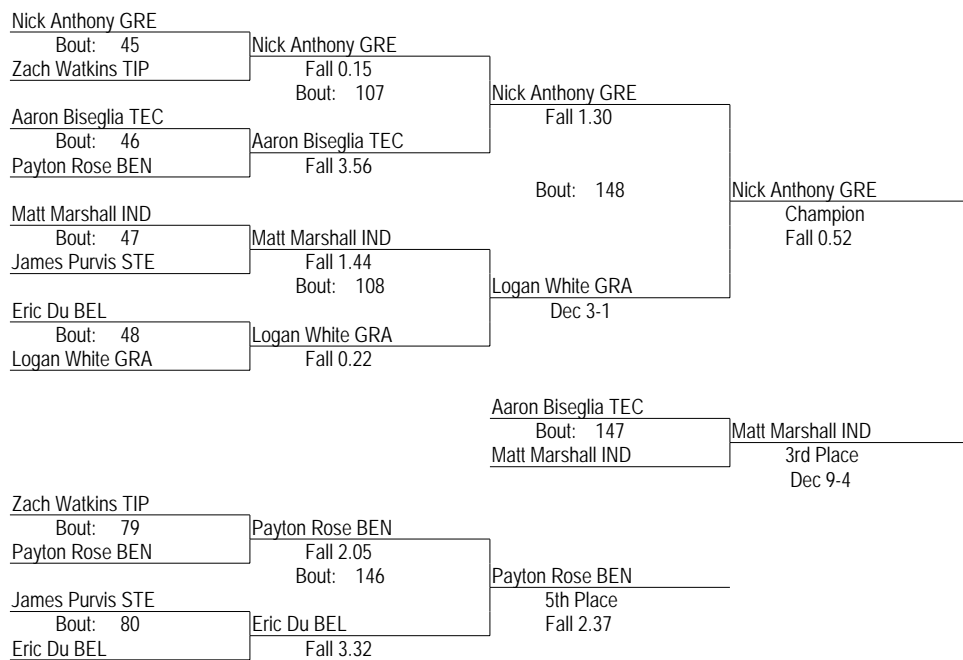 Nick Anthony GRE
Bout: 45
Zach Watkins TIP
Nick Anthony GRE
Fall 0.15
Bout: 107
Aaron Biseglia TEC
Bout: 46
Payton Rose BEN
Aaron Biseglia TEC
Fall 3.56
Nick Anthony GRE
Fall 1.30
Matt Marshall IND
Bout: 47
James Purvis STE
Matt Marshall IND
Fall 1.44
Bout: 108
Eric Du BEL
Bout: 48
Logan White GRA
Logan White GRA
Fall 0.22
Logan White GRA
Dec 3-1
Bout: 148
Nick Anthony GRE
Champion
Fall 0.52
Aaron Biseglia TEC
Bout: 147
Matt Marshall IND
Matt Marshall IND
3rd Place
Dec 9-4
Zach Watkins TIP
Bout: 79
Payton Rose BEN
Payton Rose BEN
Fall 2.05
Bout: 146
James Purvis STE
Bout: 80
Eric Du BEL
Eric Du BEL
Fall 3.32
Payton Rose BEN
5th Place
Fall 2.37